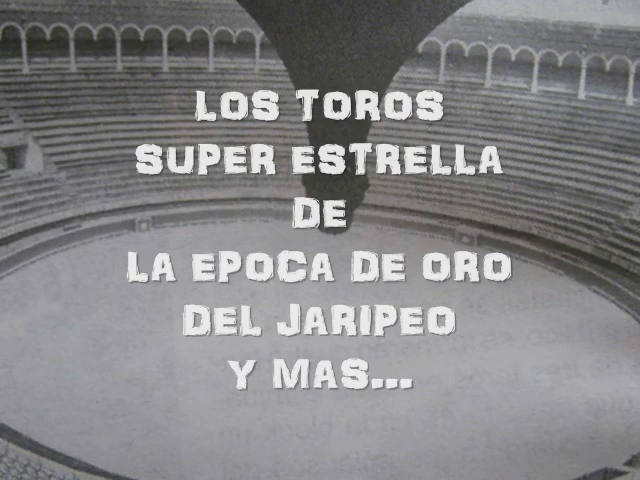 LOS TOROS
SUPER ESTRELLA
DE
LA EPOCA DE ORO
DEL JARIPEO
Y MAS...